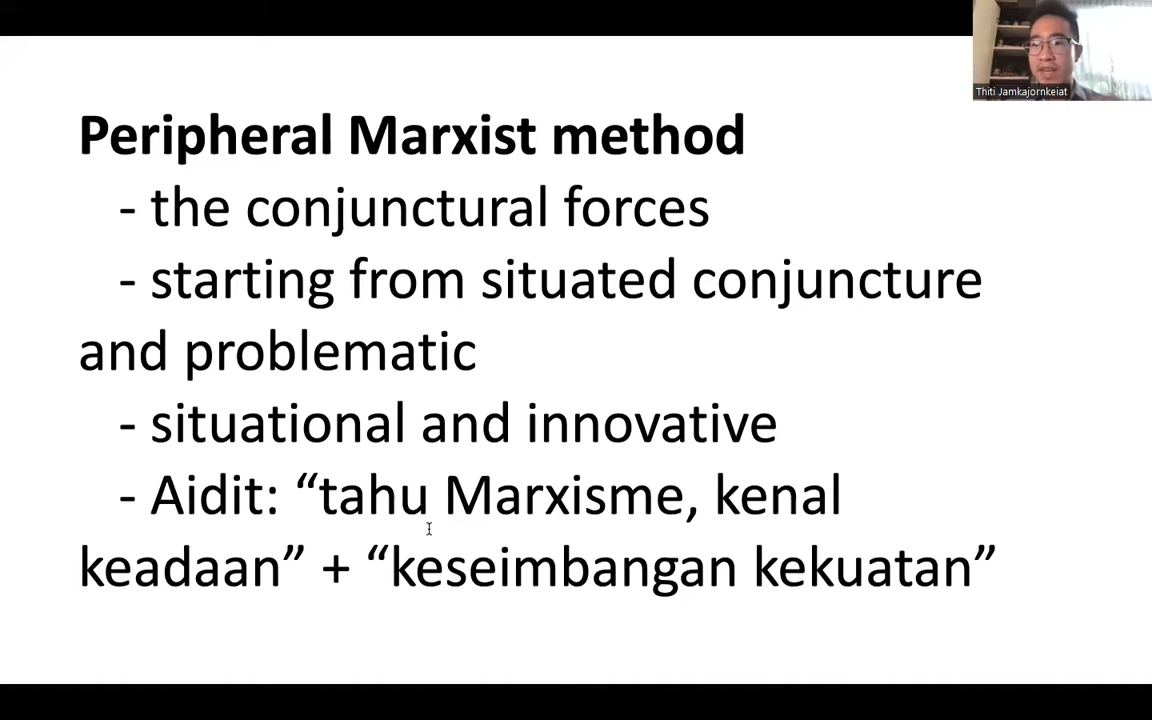 Thiti Jamkajornkeiat
Peripheral Marxist method
- the conjunctural forces
- starting from situated conjuncture
and problematic
- situational and innovative
- Aidit: “tahu Marxisme, kenal
keadaan” + “keseimbangan kekuatan”